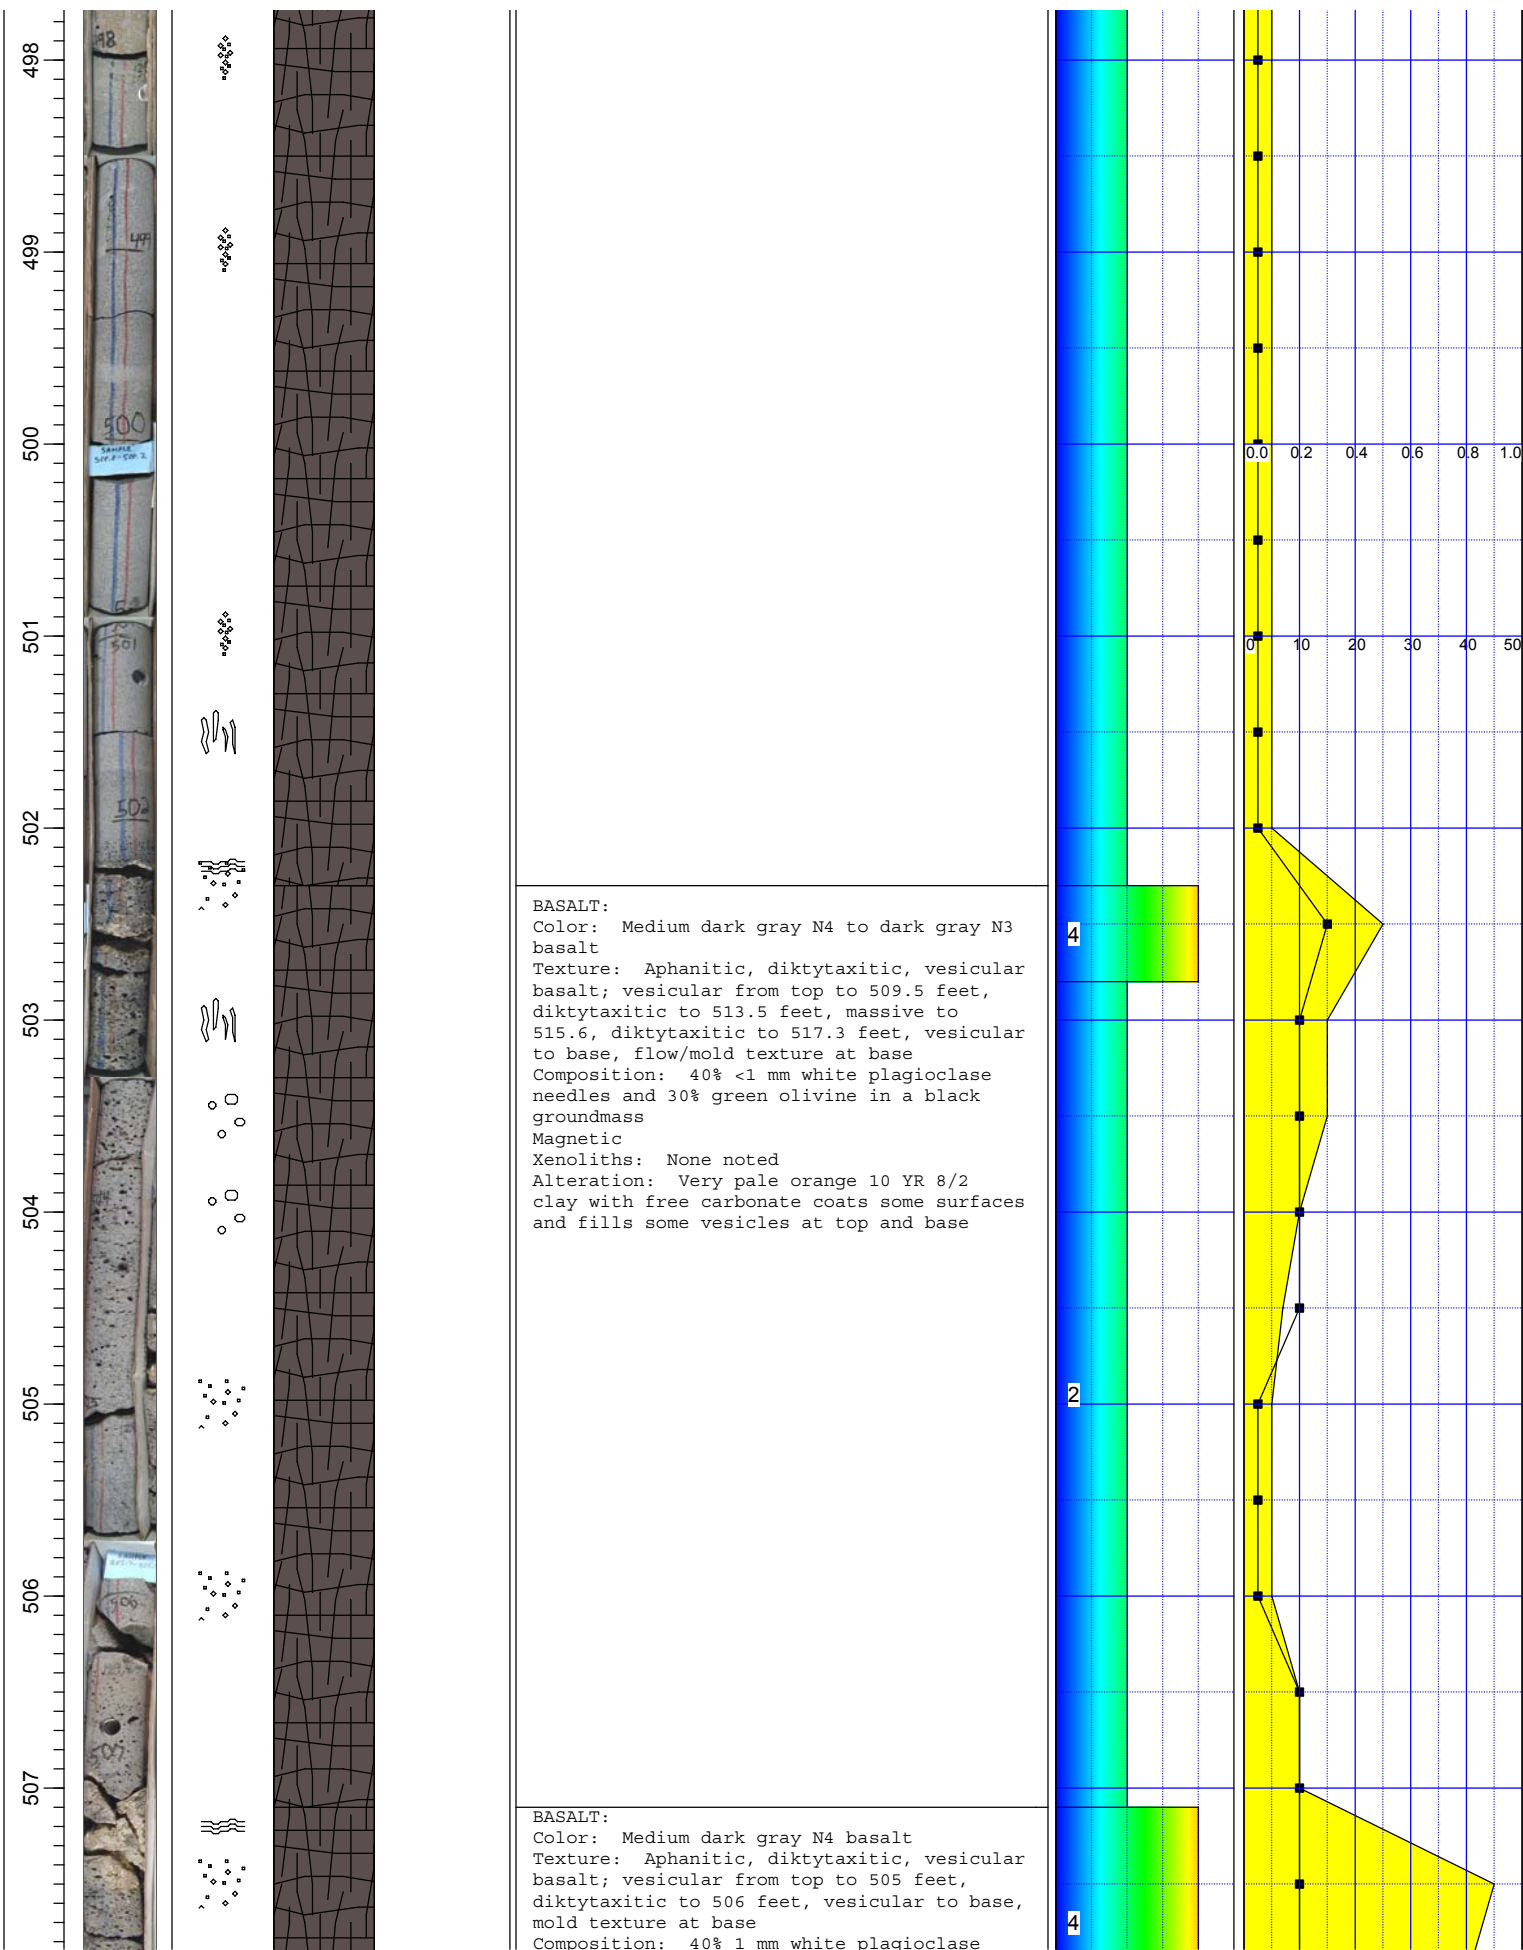 498
499
500
501
502
503
504
505
506
507
98
499
500
SAMPLE
501
502
506
507
BASALT:
Color: Medium dark gray N4 to dark gray N3
basalt
Texture: Aphanitic, diktytaxitic, vesicular
basalt; vesicular from top to 509.5 feet,
diktytaxitic to 513.5 feet, massive to
515.6, diktytaxitic to 517.3 feet, vesicular
to base, flow/mold texture at base
Composition: 40% <1 mm white plagioclase
needles and 30% green olivine in a black
groundmass
Magnetic
Xenoliths: None noted
Alteration: Very pale orange 10 YR 8/2
clay with free carbonate coats some surfaces
and fills some vesicles at top and base
BASALT:
Color: Medium dark gray N4 basalt
Texture: Aphanitic, diktytaxitic, vesicular
basalt; vesicular from top to 505 feet,
diktytaxitic to 506 feet, vesicular to base,
mold texture at base
Composition: 40% 1 mm white plagioclase
4
2
4
0.0 0.2 0.4 0.6 0.8 1.0
0 10 20 30 40 50